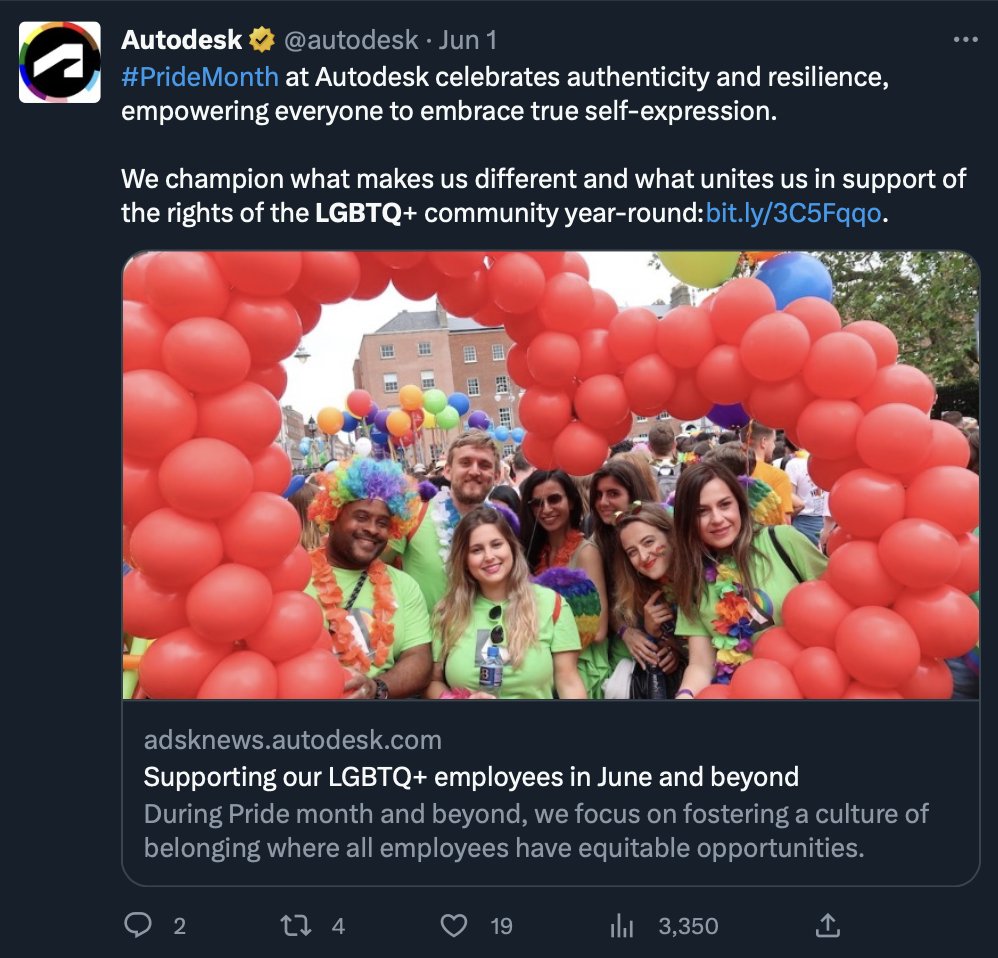 Autodesk @autodesk · Jun 1
#PrideMonth at Autodesk celebrates authenticity and resilience,
empowering everyone to embrace true self-expression.
We champion what makes us different and what unites us in support of
the rights of the LGBTQ+ community year-round:bit.ly/3C5Fqqo.
adsknews.autodesk.com
Supporting our LGBTQ+ employees in June and beyond
During Pride month and beyond, we focus on fostering a culture of
belonging where all employees have equitable opportunities.
2 4 19 3,350